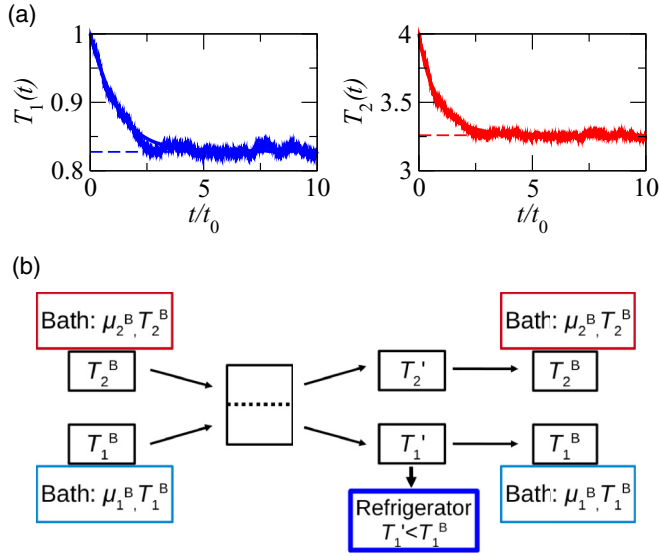 (a)
1
0.9
0.8
T₁(t)
0
5
10
t/t₀
4
3.5
3
T₂(t)
0
5
10
t/t₀
(b)
Bath: μ₂ᴮ, T₂ᴮ
T₂ᴮ
T₁ᴮ
Bath: μ₁ᴮ, T₁ᴮ
T₂'
T₁'
Refrigerator
T₁'<T₁ᴮ
Bath: μ₂ᴮ, T₂ᴮ
T₂ᴮ
T₁ᴮ
Bath: μ₁ᴮ, T₁ᴮ